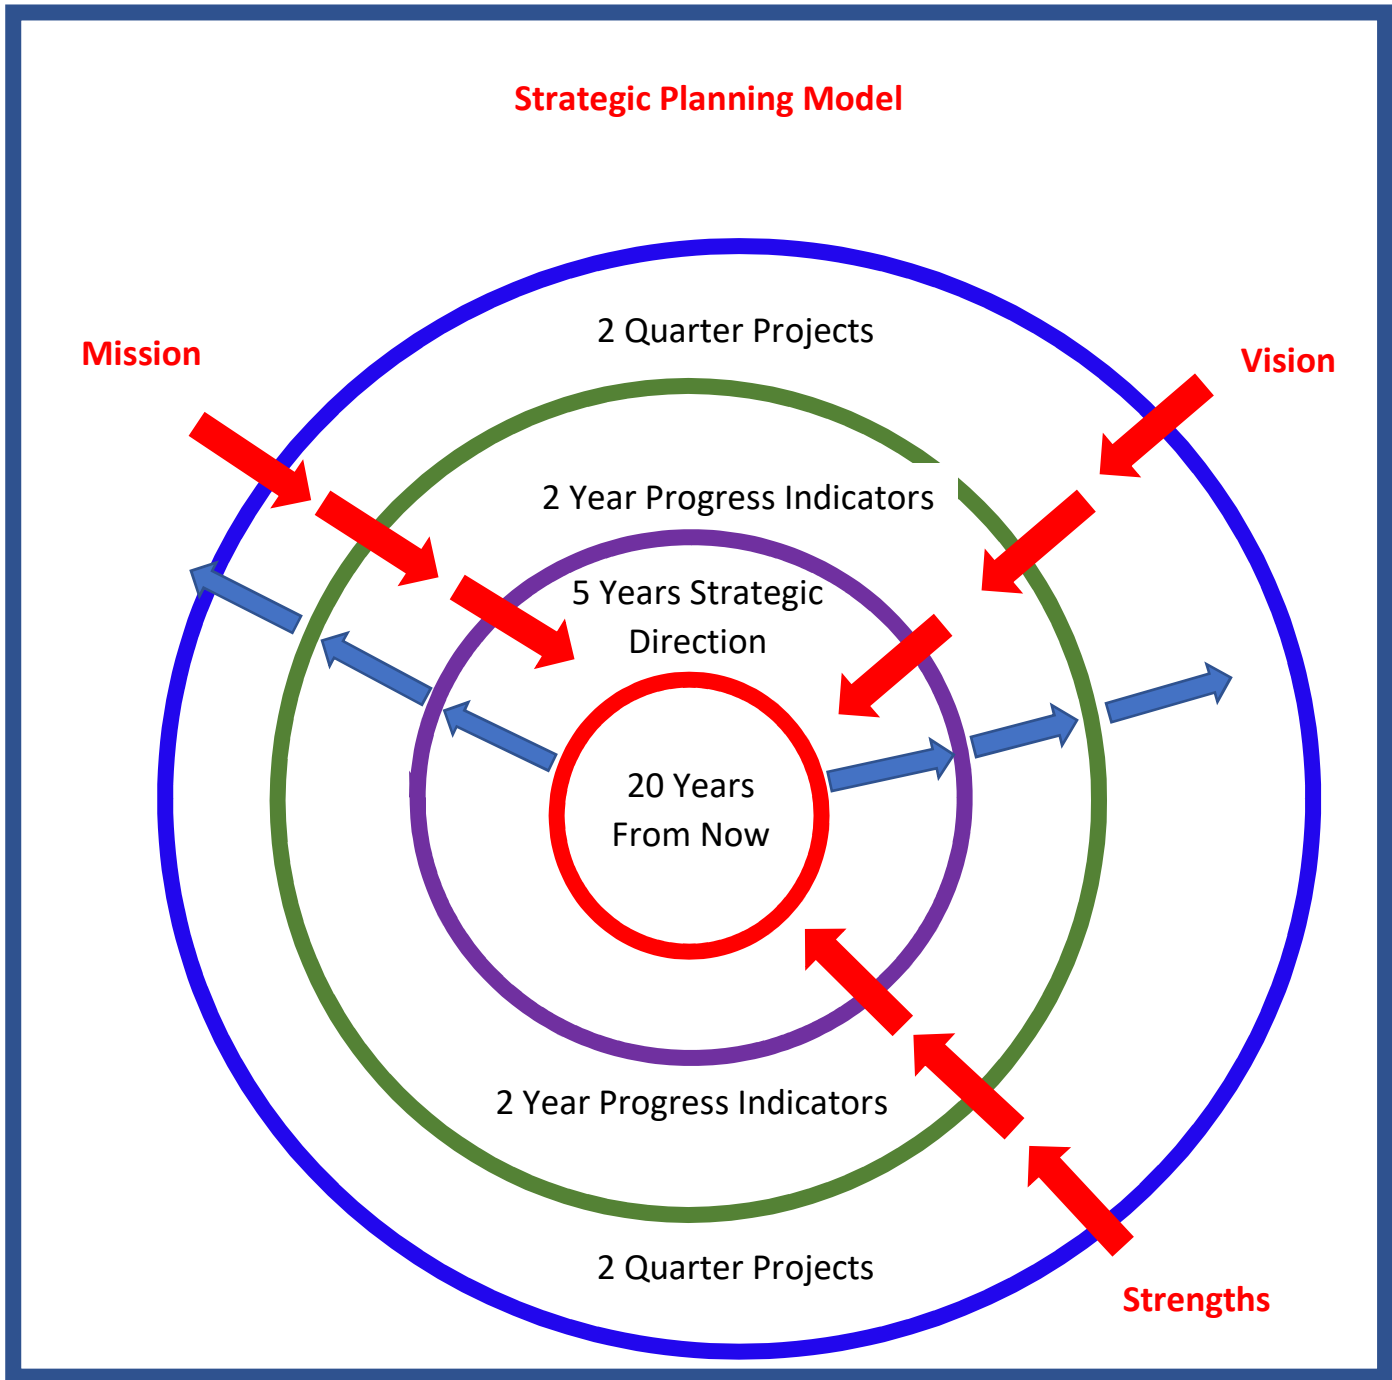 Strategic Planning Model
2 Quarter Projects
Mission
Vision
2 Year Progress Indicators
5 Years Strategic
Direction
20 Years
From Now
2 Year Progress Indicators
2 Quarter Projects
Strengths